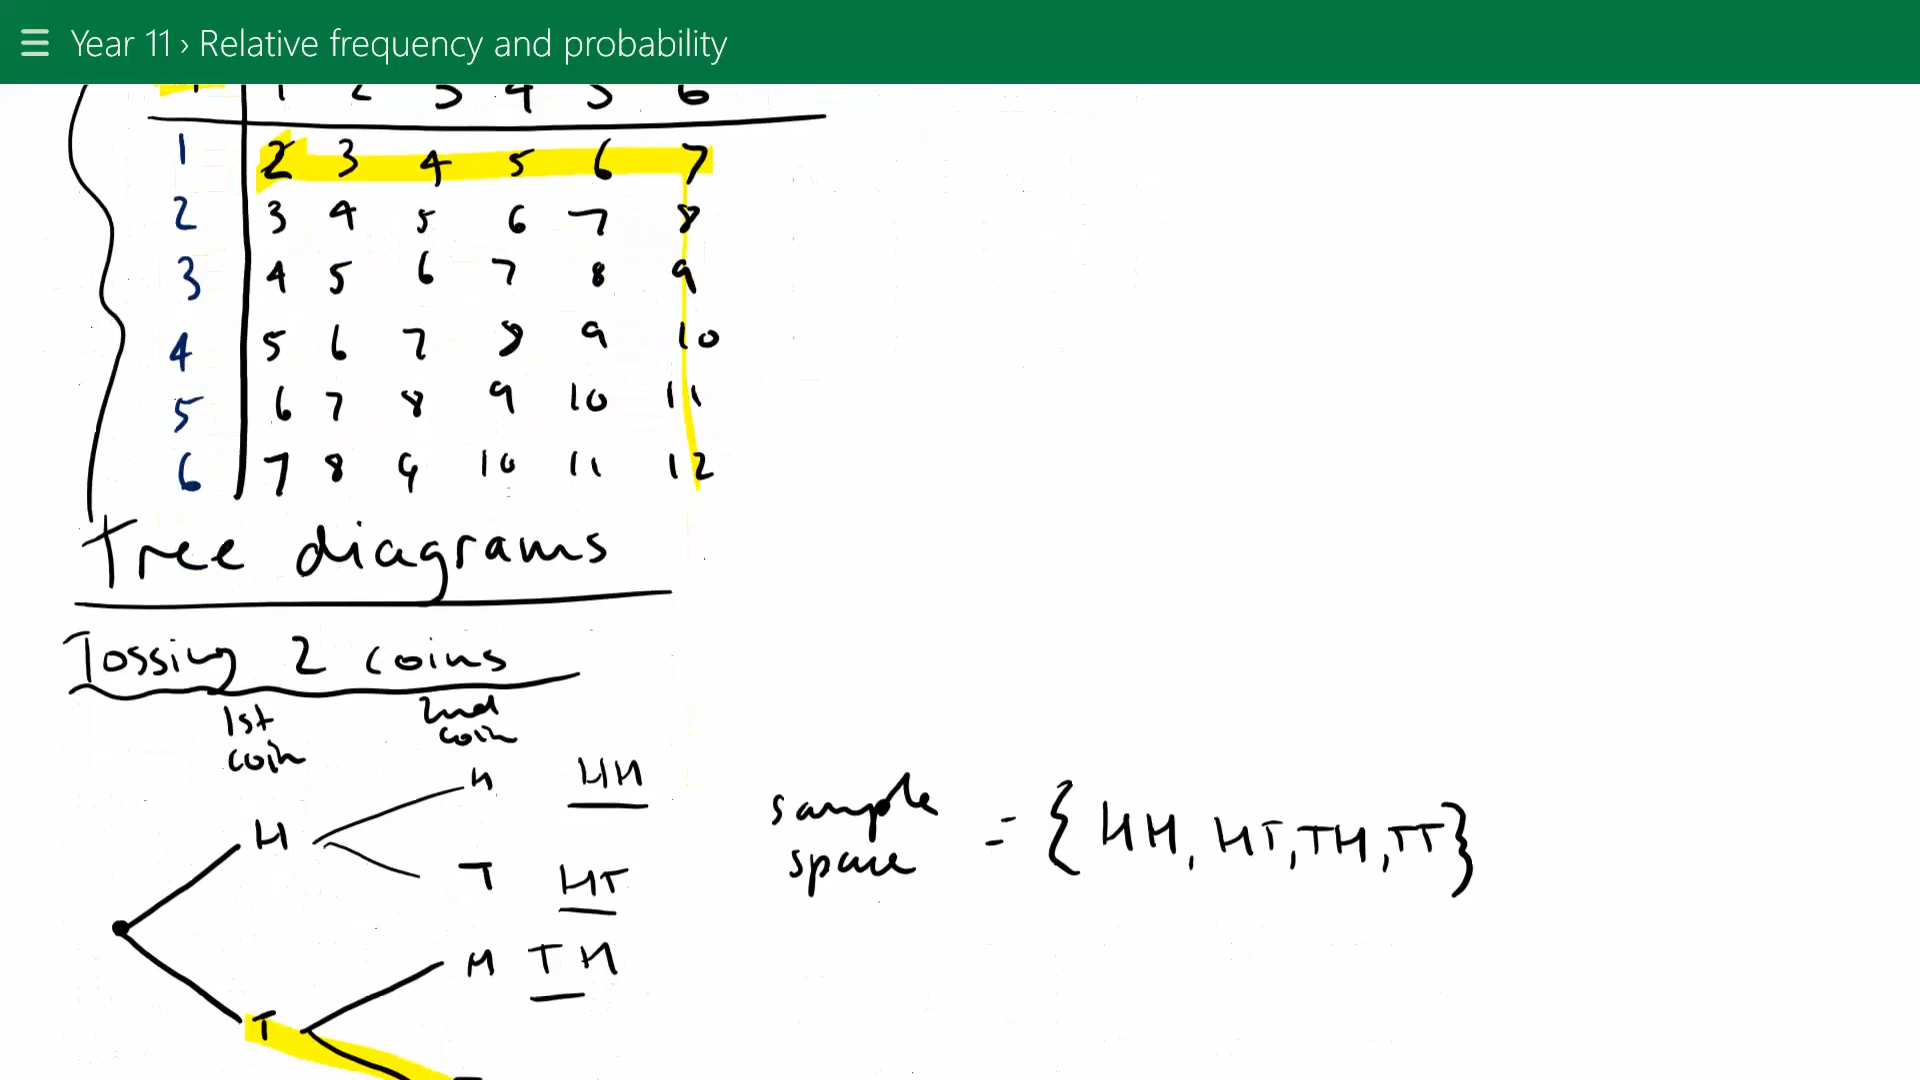 Year 11 › Relative frequency and probability
+ 1 2 3 4 5 6
1 2 3 4 5 6 7
2 3 4 5 6 7 8
3 4 5 6 7 8 9
4 5 6 7 8 9 10
5 6 7 8 9 10 11
6 7 8 9 10 11 12
Tree diagrams
Tossing 2 coins
1st coin
2nd coin
H HH
H
T HT
sample space = { HH, HT, TH, TT }
H TH
T